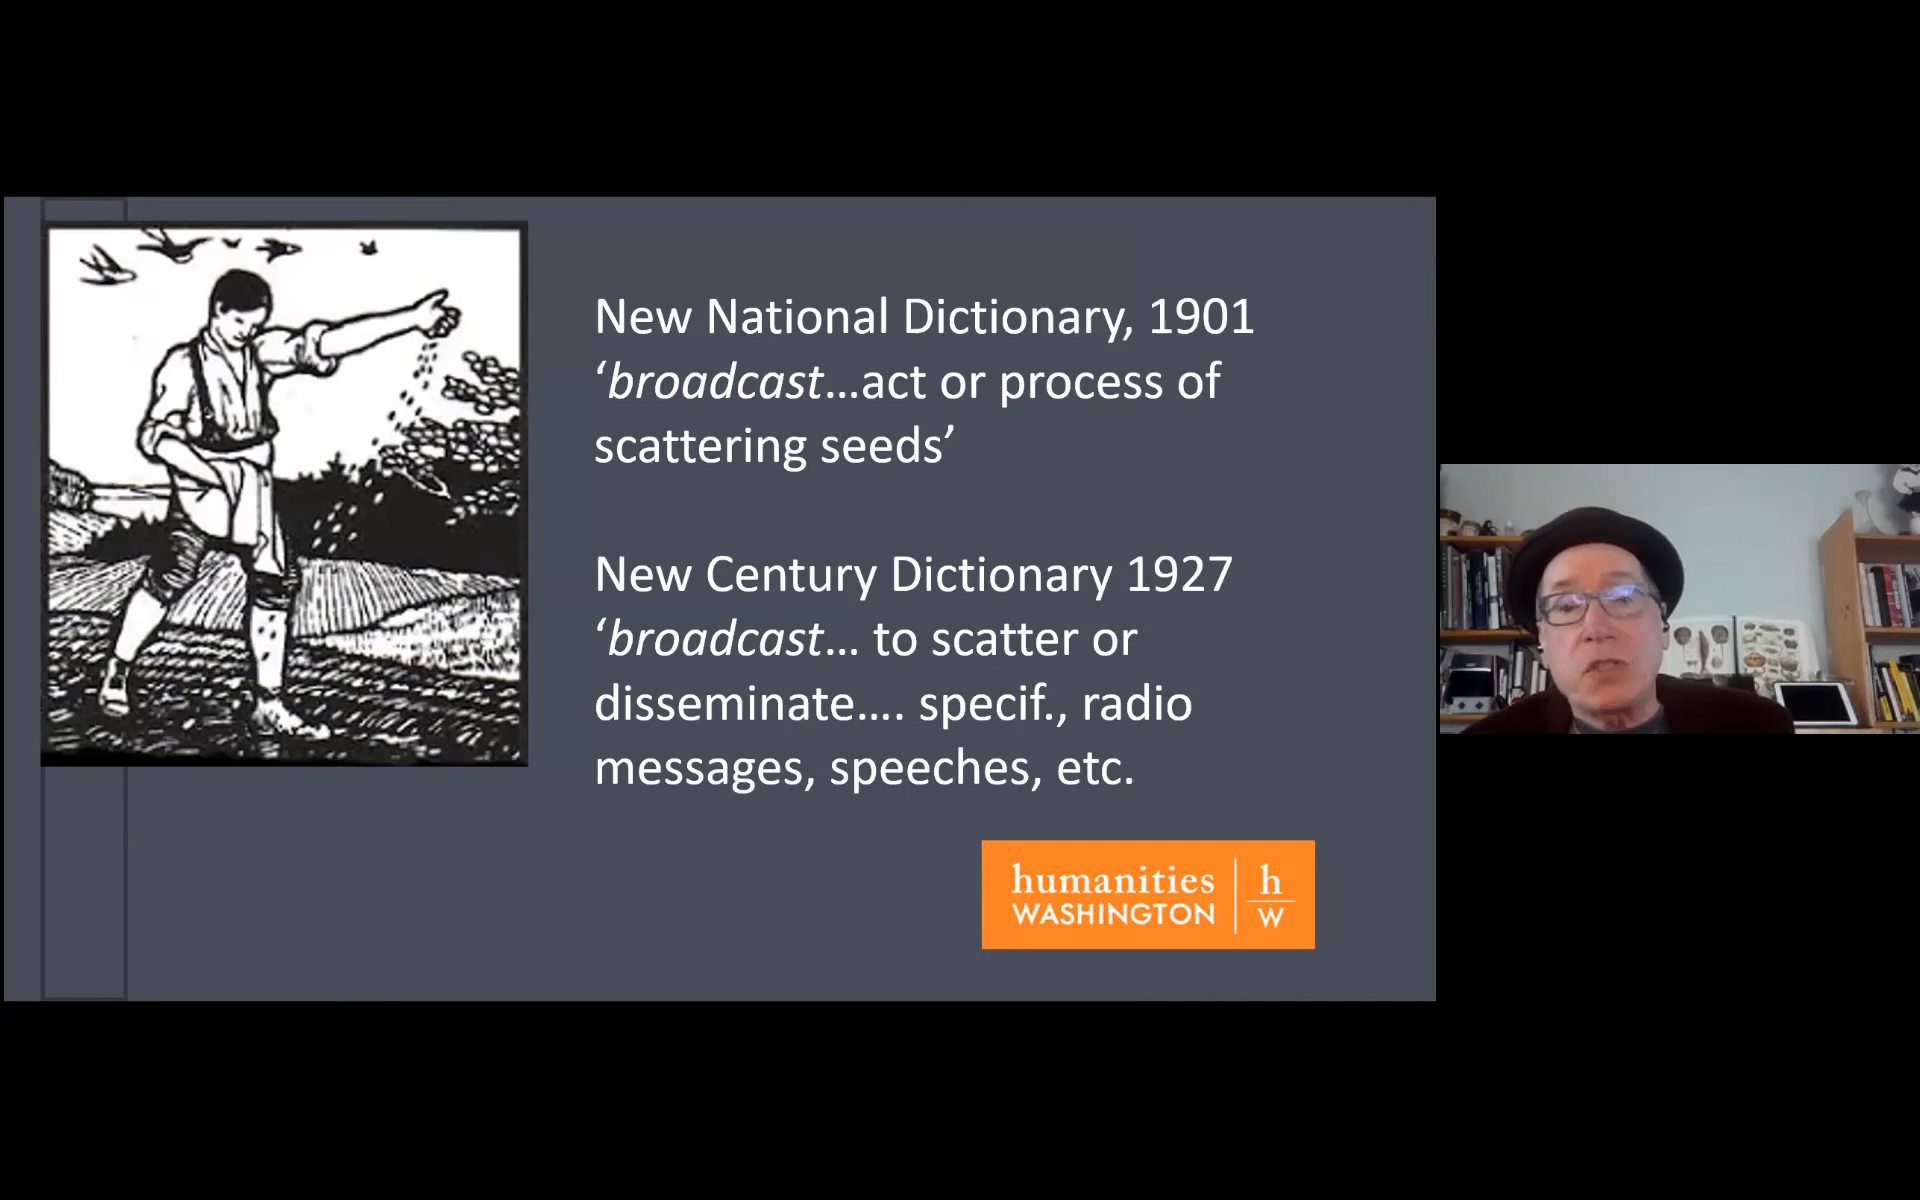 New National Dictionary, 1901
‘broadcast…act or process of
scattering seeds’
New Century Dictionary 1927
‘broadcast… to scatter or
disseminate…. specif., radio
messages, speeches, etc.
humanities
WASHINGTON
h
w